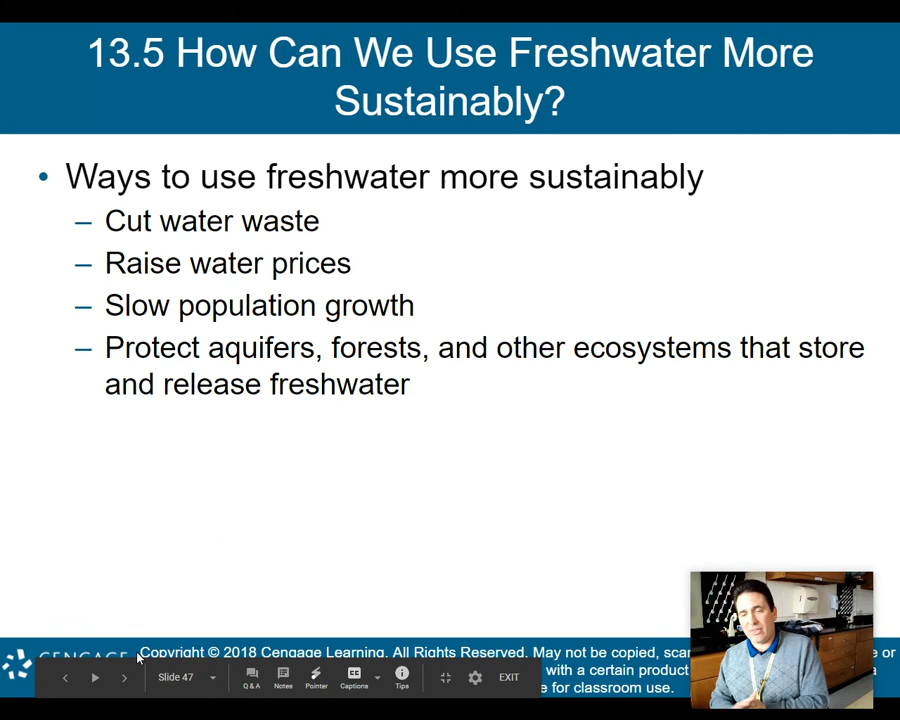 13.5 How Can We Use Freshwater More
Sustainably?
• Ways to use freshwater more sustainably
– Cut water waste
– Raise water prices
– Slow population growth
– Protect aquifers, forests, and other ecosystems that store
and release freshwater
CENGAGE
Copyright © 2018 Cengage Learning. All Rights Reserved. May not be copied,
e or
with a certain product
a
e for classroom use.
Slide 47
Q & A
Notes
Pointer
Captions
Tips
EXIT